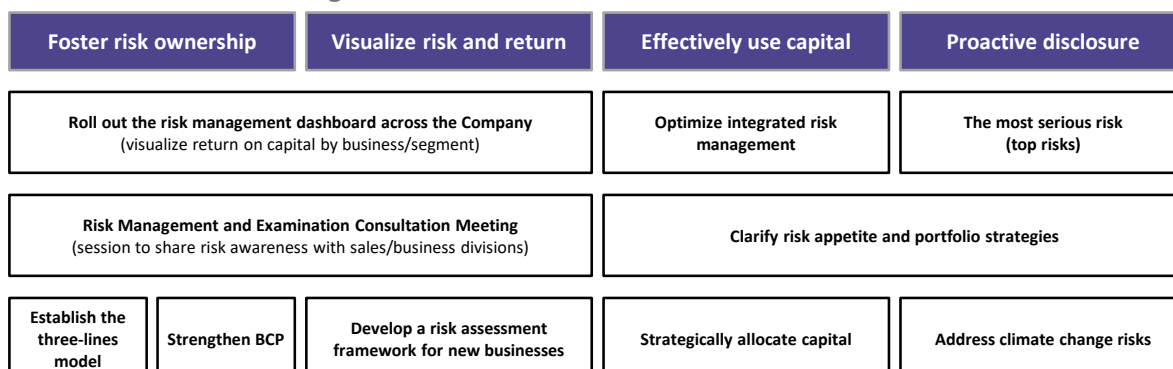 Foster risk ownership
Visualize risk and return
Effectively use capital
Proactive disclosure
Roll out the risk management dashboard across the Company
(visualize return on capital by business/segment)
Optimize integrated risk
management
The most serious risk
(top risks)
Risk Management and Examination Consultation Meeting
(session to share risk awareness with sales/business divisions)
Clarify risk appetite and portfolio strategies
Establish the
three-lines
model
Strengthen BCP
Develop a risk assessment
framework for new businesses
Strategically allocate capital
Address climate change risks